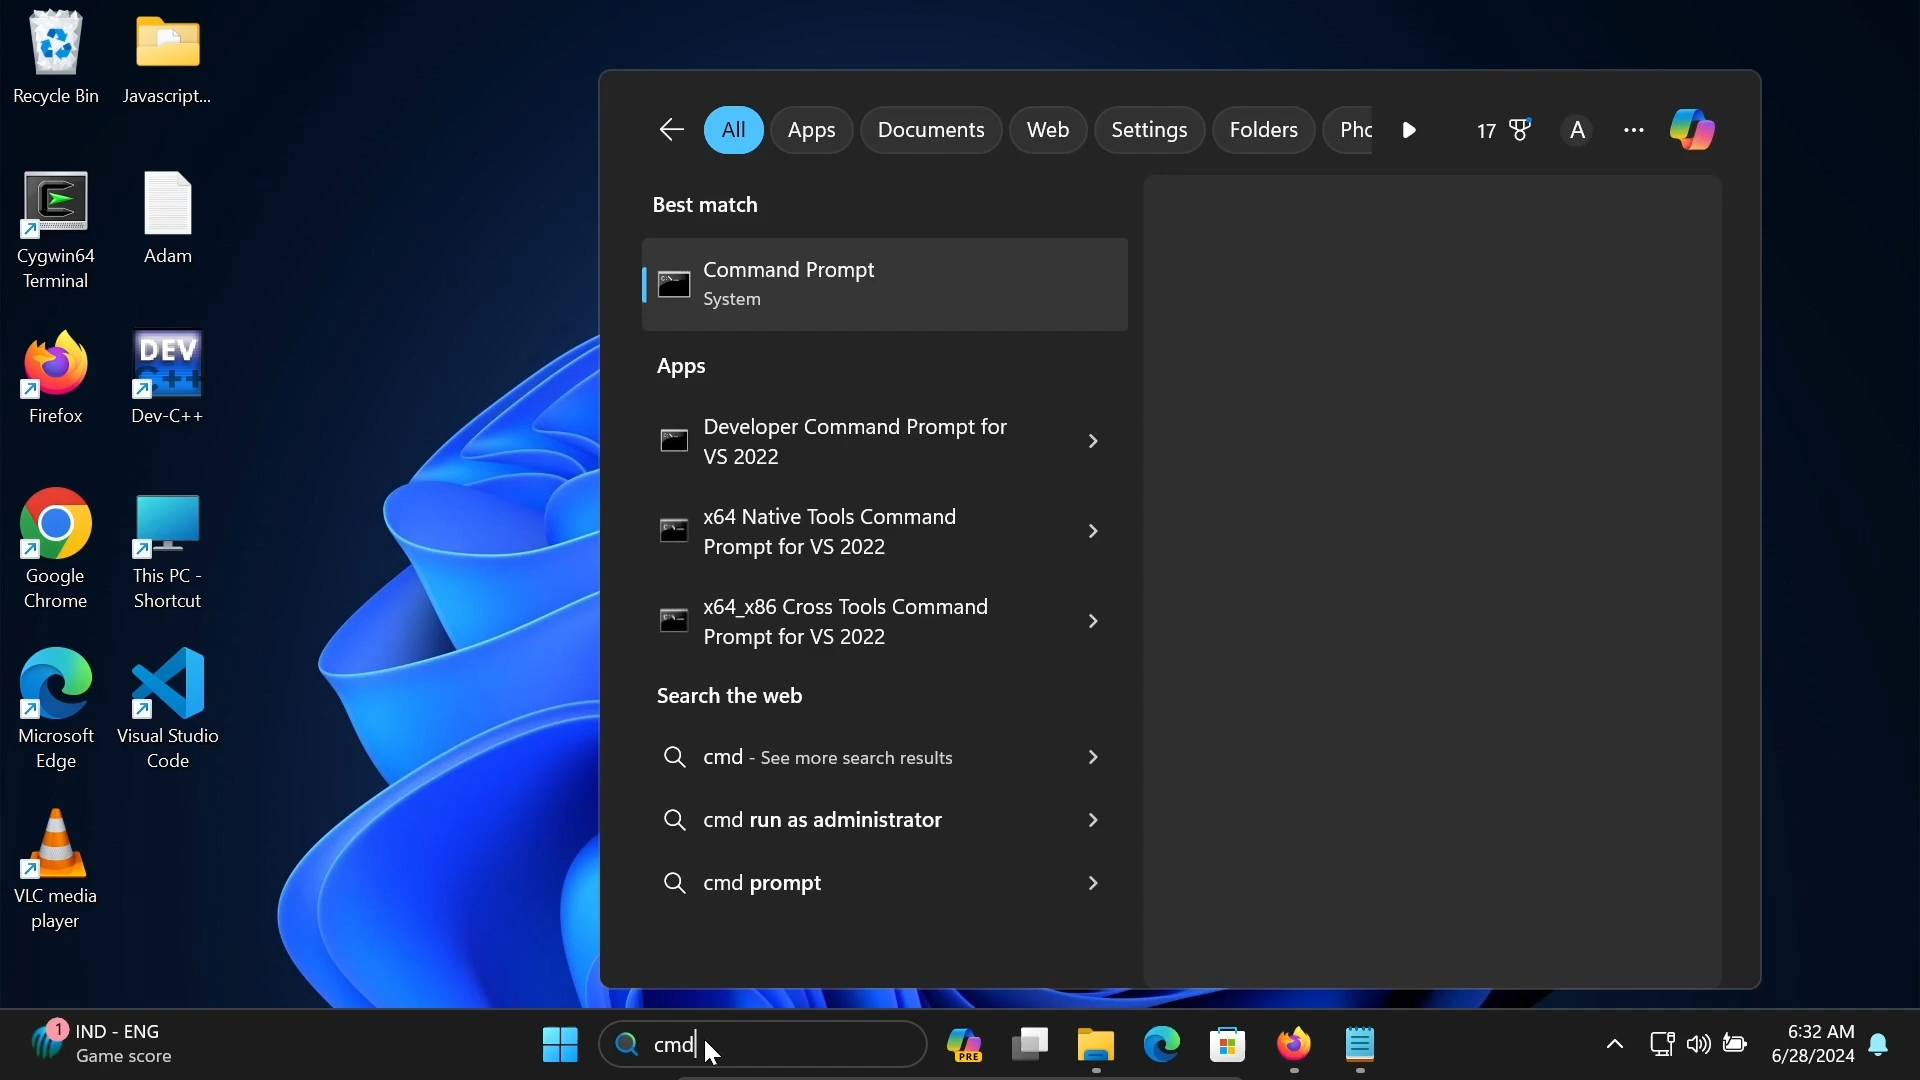 Recycle Bin
Javascript...
Cygwin64
Terminal
Adam
Firefox
DEV
C++
Dev-C++
Google
Chrome
This PC -
Shortcut
Microsoft
Edge
Visual Studio
Code
VLC media
player
All
Apps
Documents
Web
Settings
Folders
Pho
17
A
Best match
Command Prompt
System
Apps
Developer Command Prompt for
VS 2022
x64 Native Tools Command
Prompt for VS 2022
x64_x86 Cross Tools Command
Prompt for VS 2022
Search the web
cmd - See more search results
cmd run as administrator
cmd prompt
1
IND - ENG
Game score
cmd
PRE
6:32 AM
6/28/2024